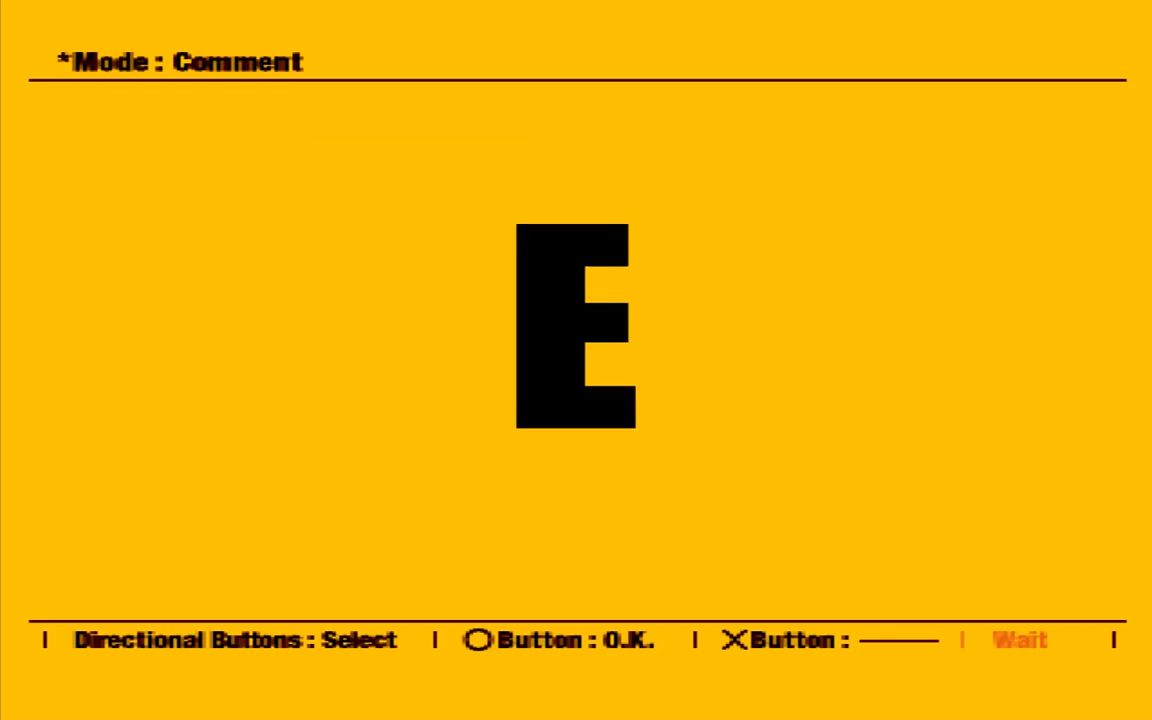 *Mode : Comment
E
| Directional Buttons : Select | ○Button : O.K. | ×Button : ——— | Wait |